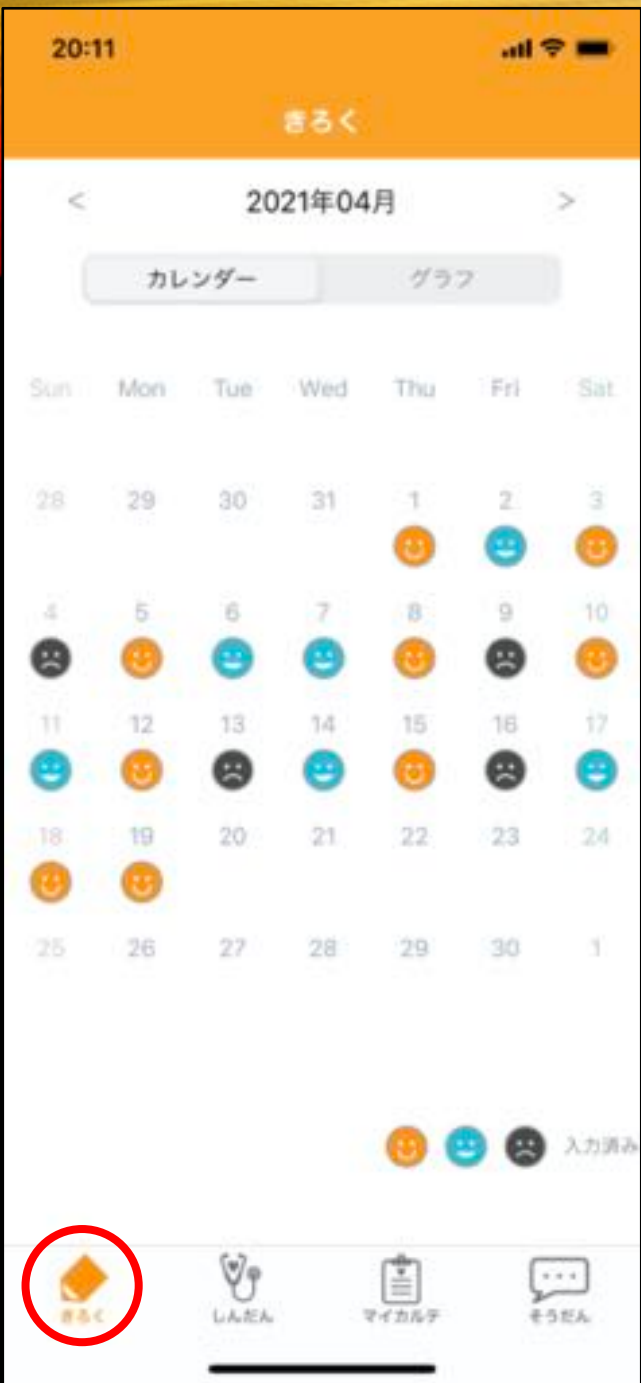 20:11
きろく
< 2021年04月 >
カレンダー グラフ
Sun Mon Tue Wed Thu Fri Sat
28 29 30 31 1 2 3
4 5 6 7 8 9 10
11 12 13 14 15 16 17
18 19 20 21 22 23 24
25 26 27 28 29 30 1
入力済み
きろく しんだん マイカルテ そうだん